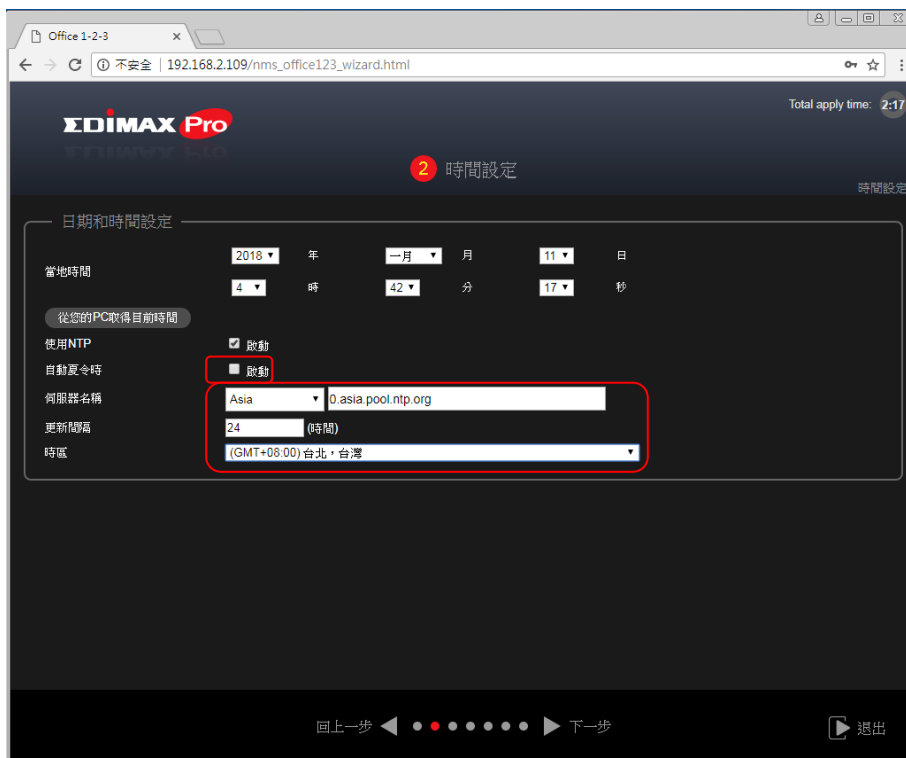 Office 1-2-3
不安全 | 192.168.2.109/nms_office123_wizard.html
Total apply time: 2:17
EDIMAX Pro
2 時間設定
時間設定
日期和時間設定
當地時間
2018 年 一月 月 11 日
4 時 42 分 17 秒
從您的PC取得目前時間
使用NTP 啟動
自動夏令時 啟動
伺服器名稱 Asia 0.asia.pool.ntp.org
更新間隔 24 (時間)
時區 (GMT+08:00) 台北，台灣
回上一步 下一步 退出